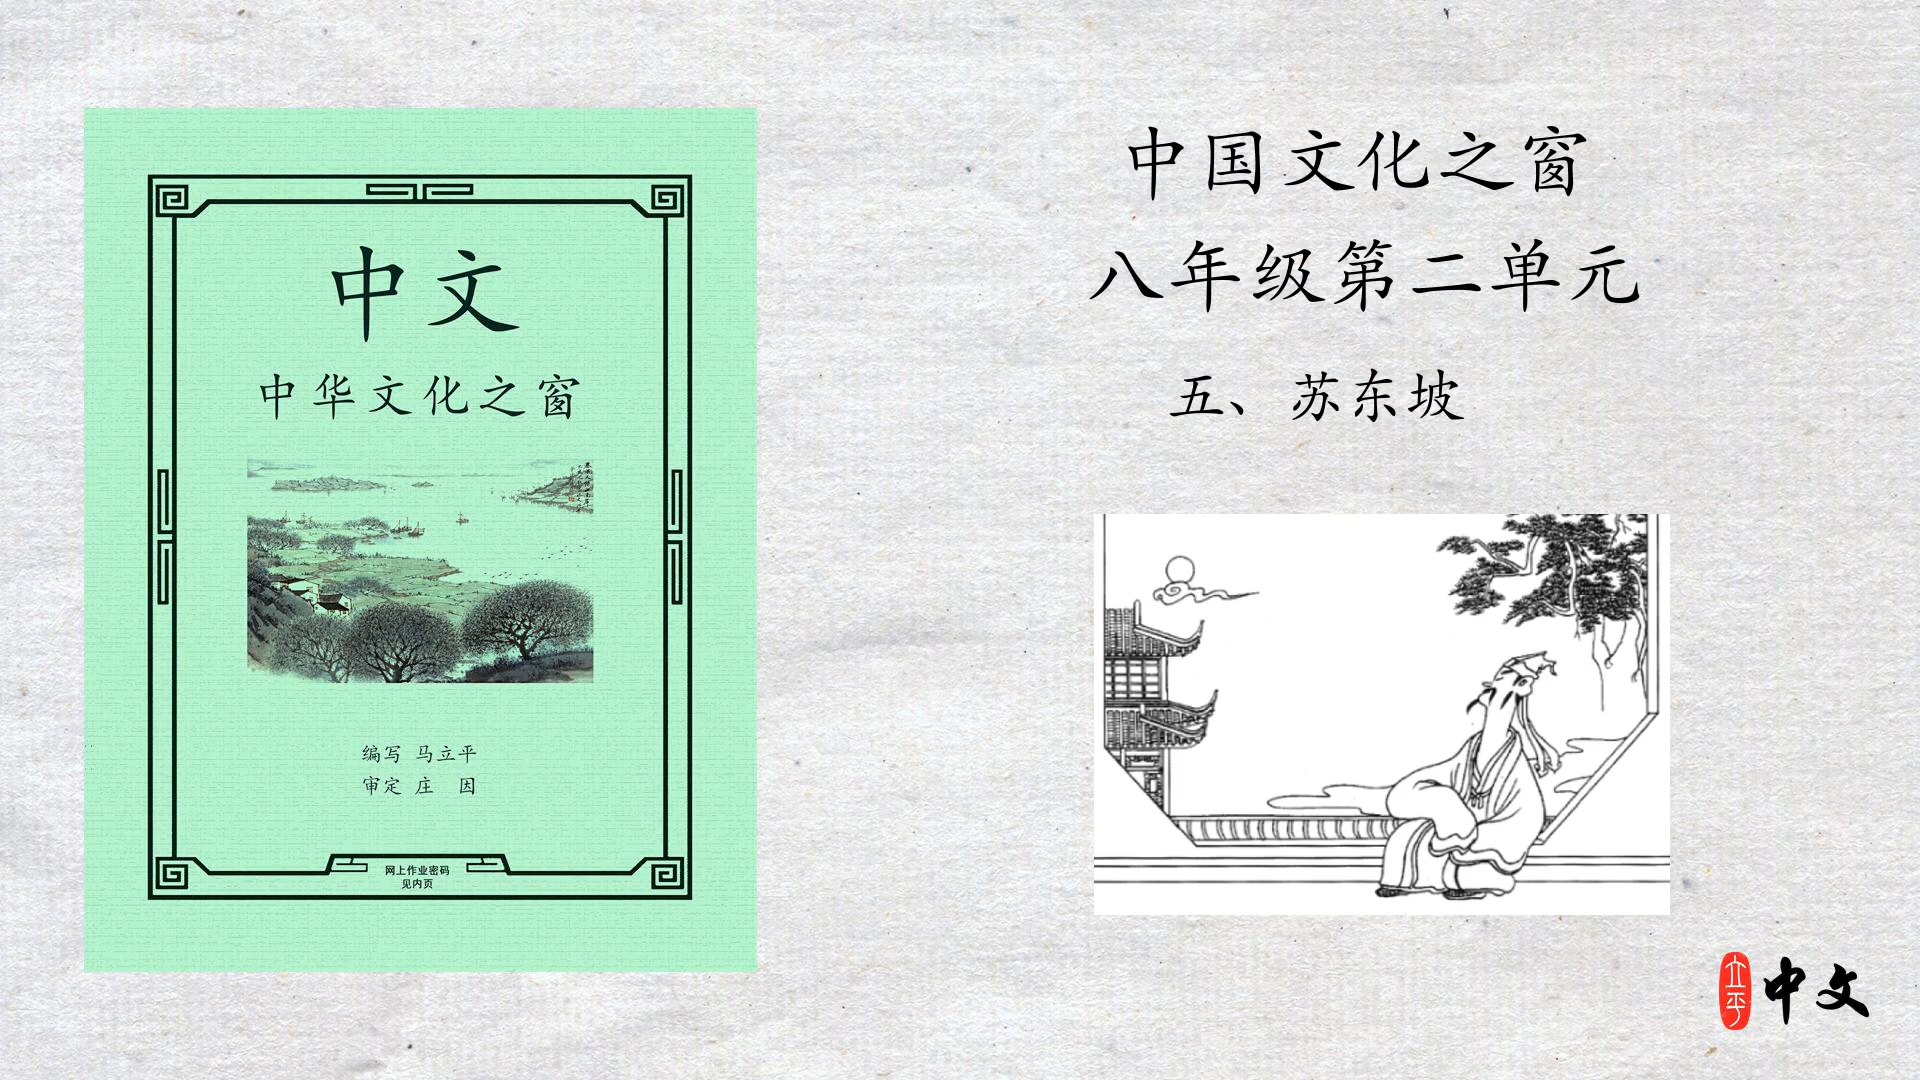 中文
中华文化之窗
编写 马立平
审定 庄 因
网上作业密码
见内页
中国文化之窗
八年级第二单元
五、苏东坡
立平
中文